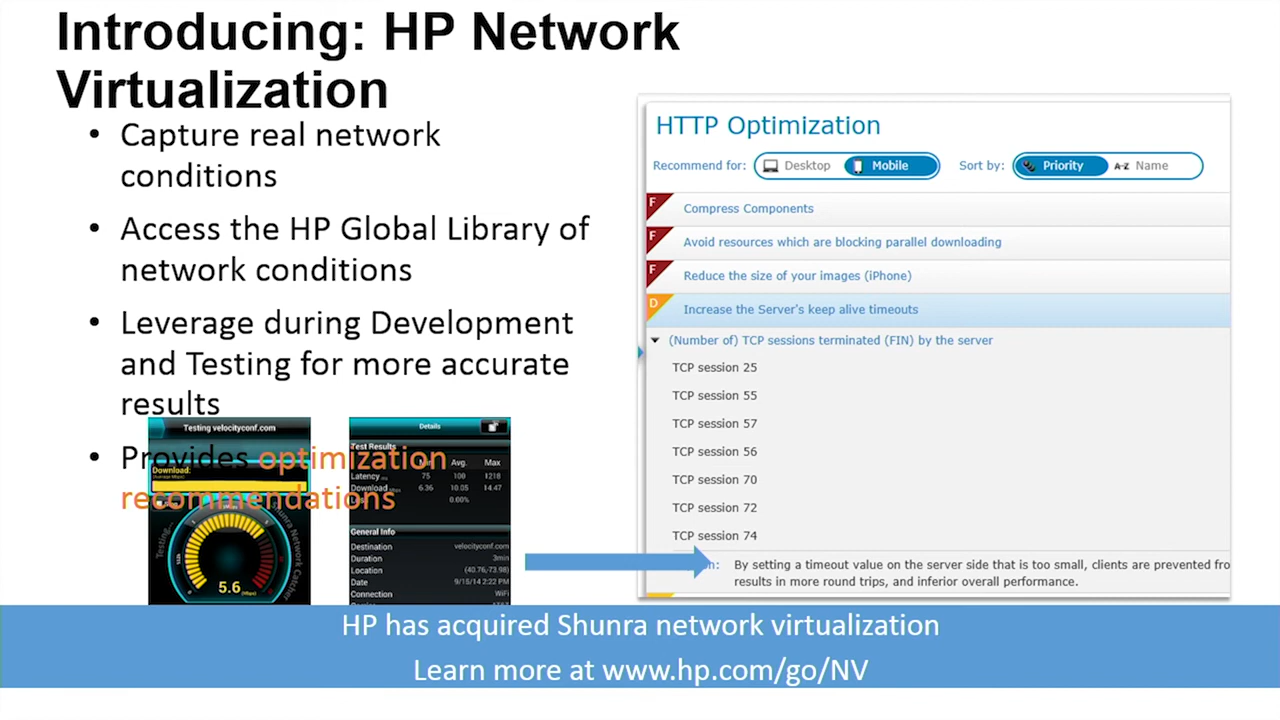 Introducing: HP Network
Virtualization
• Capture real network
conditions
• Access the HP Global Library of
network conditions
• Leverage during Development
and Testing for more accurate
results
• Provides optimization
recommendations
Testing velocityconf.com
Download:
Testing...
5.6 (Mbps)
Shunra Network Catcher
Details
Test Results
Avg. Max
Latency 75 100 1218
Download 6.36 10.05 14.47
0.00%
General Info
Destination velocityconf.com
Duration 3min
Location (40.76,-73.98)
Date 9/15/14 2:22 PM
Connection WiFi
HTTP Optimization
Recommend for: Desktop Mobile Sort by: Priority A-Z Name
F Compress Components
F Avoid resources which are blocking parallel downloading
F Reduce the size of your images (iPhone)
D Increase the Server's keep alive timeouts
(Number of) TCP sessions terminated (FIN) by the server
TCP session 25
TCP session 55
TCP session 57
TCP session 56
TCP session 70
TCP session 72
TCP session 74
By setting a timeout value on the server side that is too small, clients are prevented fro
results in more round trips, and inferior overall performance.
HP has acquired Shunra network virtualization
Learn more at www.hp.com/go/NV